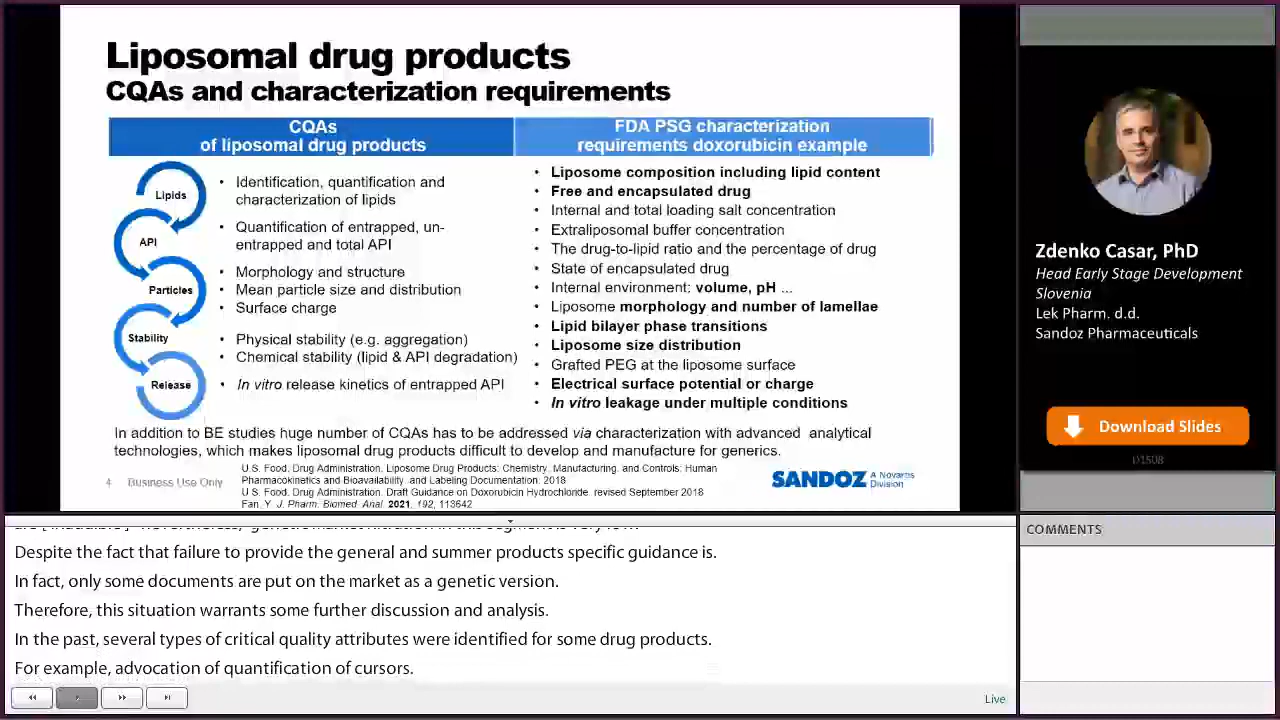 Liposomal drug products
CQAs and characterization requirements
CQAs
of liposomal drug products
FDA PSG characterization
requirements doxorubicin example
Lipids
• Identification, quantification and
characterization of lipids
API
• Quantification of entrapped, un-
entrapped and total API
Particles
• Morphology and structure
• Mean particle size and distribution
• Surface charge
Stability
• Physical stability (e.g. aggregation)
• Chemical stability (lipid & API degradation)
Release
• In vitro release kinetics of entrapped API
• Liposome composition including lipid content
• Free and encapsulated drug
• Internal and total loading salt concentration
• Extraliposomal buffer concentration
• The drug-to-lipid ratio and the percentage of drug
• State of encapsulated drug
• Internal environment: volume, pH ...
• Liposome morphology and number of lamellae
• Lipid bilayer phase transitions
• Liposome size distribution
• Grafted PEG at the liposome surface
• Electrical surface potential or charge
• In vitro leakage under multiple conditions
In addition to BE studies huge number of CQAs has to be addressed via characterization with advanced analytical
technologies, which makes liposomal drug products difficult to develop and manufacture for generics.
4 Business Use Only
U.S. Food, Drug Administration. Liposome Drug Products: Chemistry, Manufacturing, and Controls: Human
Pharmacokinetics and Bioavailability and Labeling Documentation; 2018
U.S. Food, Drug Administration. Draft Guidance on Doxorubicin Hydrochloride. revised September 2018
Fan, Y. J. Pharm. Biomed. Anal. 2021, 192, 113642
SANDOZ A Novartis
Division
Zdenko Casar, PhD
Head Early Stage Development
Slovenia
Lek Pharm. d.d.
Sandoz Pharmaceuticals
Download Slides
D1508
COMMENTS
Despite the fact that failure to provide the general and summer products specific guidance is.
In fact, only some documents are put on the market as a genetic version.
Therefore, this situation warrants some further discussion and analysis.
In the past, several types of critical quality attributes were identified for some drug products.
For example, advocation of quantification of cursors.
Live